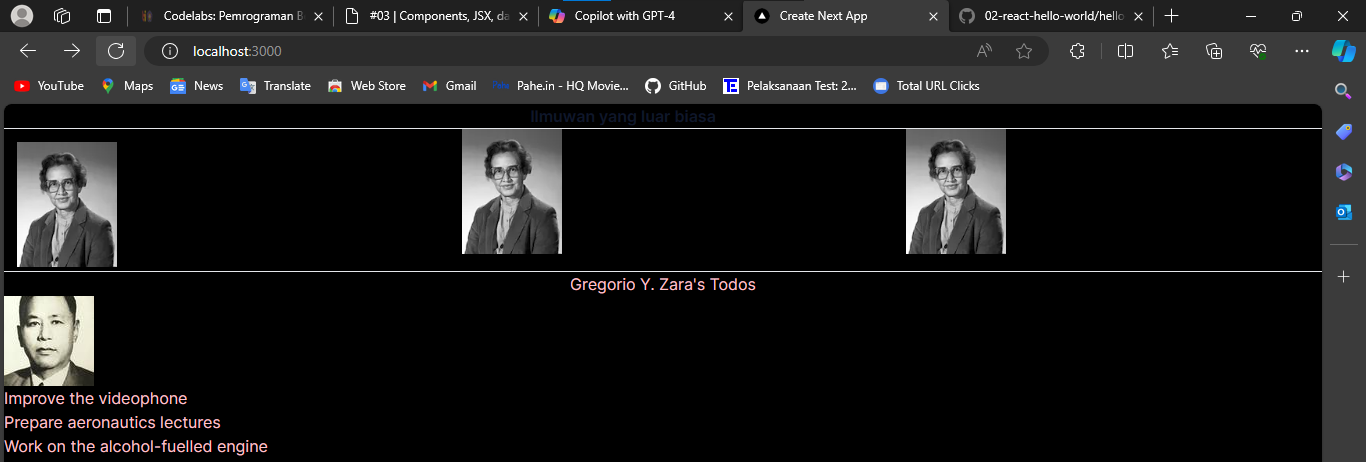 Codelabs: Pemrograman B
#03 | Components, JSX, da
Copilot with GPT-4
Create Next App
02-react-hello-world/hello
localhost:3000
YouTube
Maps
News
Translate
Web Store
Gmail
Pahe.in - HQ Movie...
GitHub
Pelaksanaan Test: 2...
Total URL Clicks
Ilmuwan yang luar biasa
Gregorio Y. Zara's Todos
Improve the videophone
Prepare aeronautics lectures
Work on the alcohol-fuelled engine